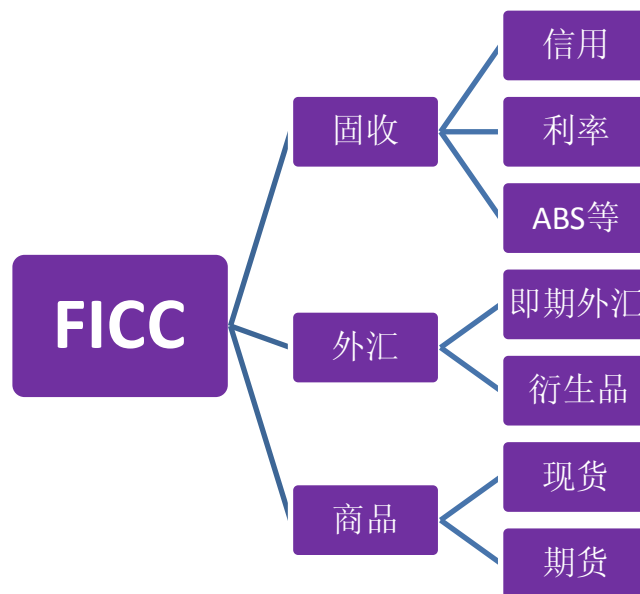 FICC
固收
信用
利率
ABS等
外汇
即期外汇
衍生品
商品
现货
期货